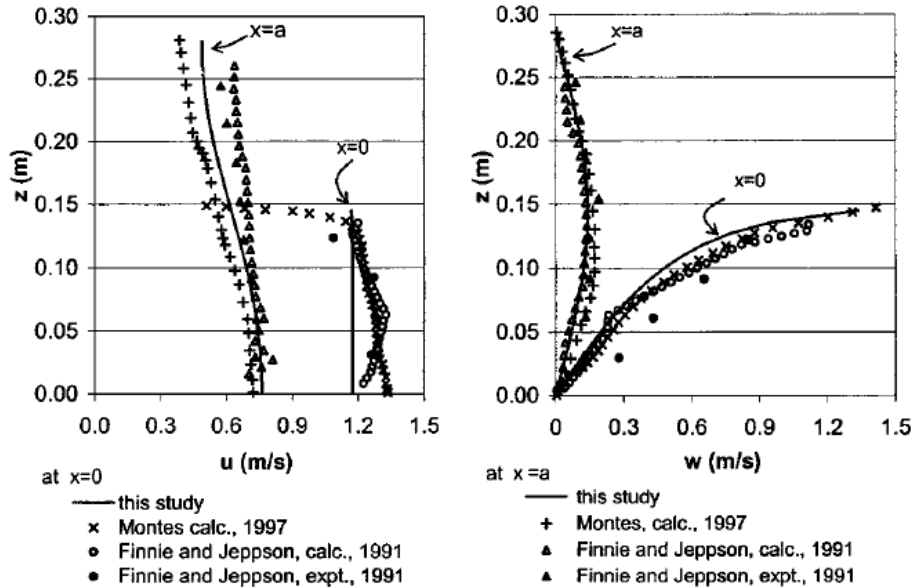 0.30
0.25
0.20
0.15
0.10
0.05
0.00
z (m)
x=a
x=0
0.0 0.3 0.6 0.9 1.2 1.5
u (m/s)
0.30
0.25
0.20
0.15
0.10
0.05
0.00
z (m)
x=a
x=0
0 0.3 0.6 0.9 1.2 1.5
w (m/s)
at x=0
this study
Montes calc., 1997
Finnie and Jeppson, calc., 1991
Finnie and Jeppson, expt., 1991
at x=a
this study
Montes, calc., 1997
Finnie and Jeppson, calc., 1991
Finnie and Jeppson, expt., 1991